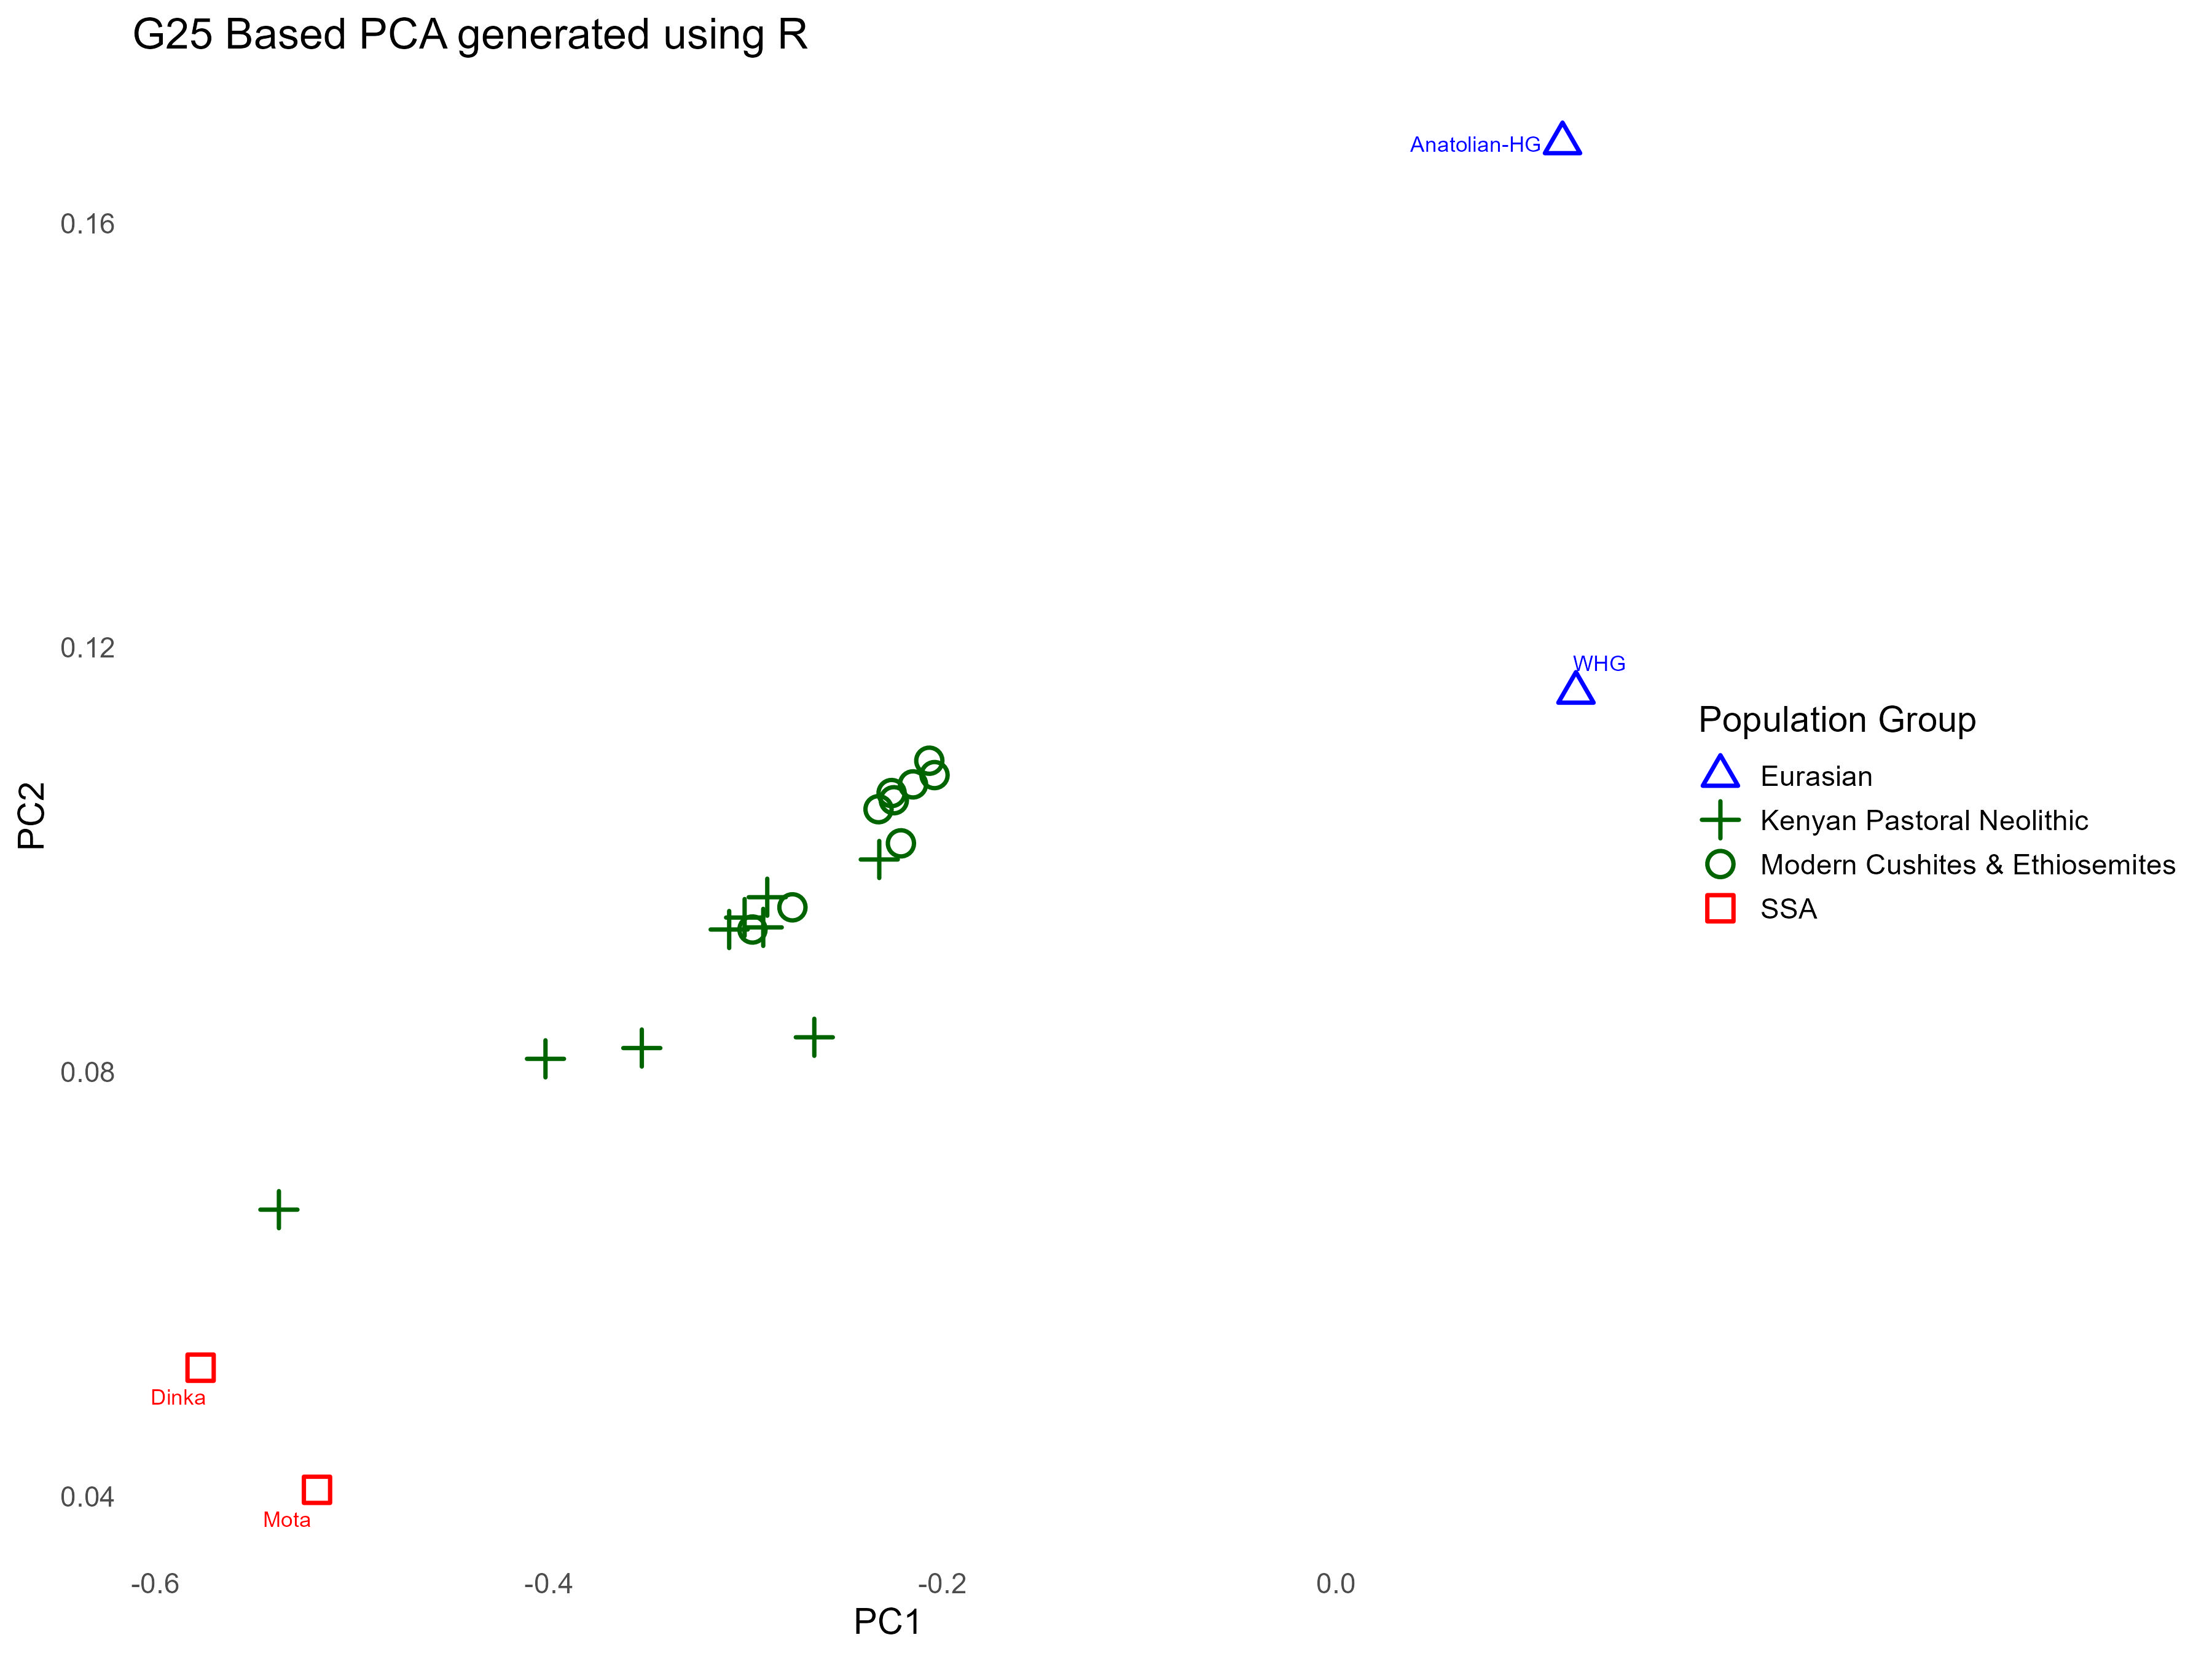 G25 Based PCA generated using R
Anatolian-HG
0.16
0.12
WHG
Population Group
Eurasian
Kenyan Pastoral Neolithic
Modern Cushites & Ethiosemites
SSA
PC2
0.08
Dinka
0.04
Mota
-0.6
-0.4
-0.2
0.0
PC1